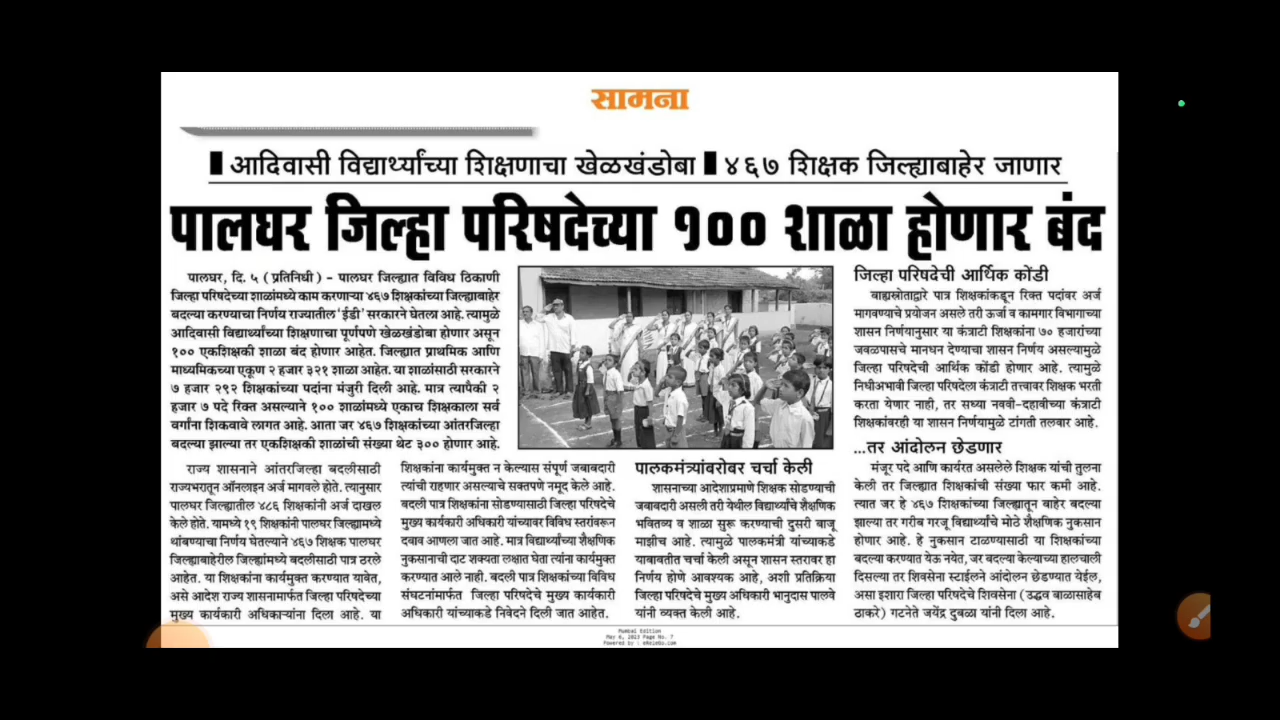 सामना
▮आदिवासी विद्यार्थ्यांच्या शिक्षणाचा खेळखंडोबा ▮४६७ शिक्षक जिल्ह्याबाहेर जाणार
पालघर जिल्हा परिषदेच्या १०० शाळा होणार बंद
पालघर, दि. ५ (प्रतिनिधी) – पालघर जिल्ह्यात विविध ठिकाणी
जिल्हा परिषदेच्या शाळांमध्ये काम करणाऱ्या ४६७ शिक्षकांच्या जिल्ह्याबाहेर
बदल्या करण्याचा निर्णय राज्यातील 'ईडी' सरकारने घेतला आहे. त्यामुळे
आदिवासी विद्यार्थ्यांच्या शिक्षणाचा पूर्णपणे खेळखंडोबा होणार असून
१०० एकशिक्षकी शाळा बंद होणार आहेत. जिल्ह्यात प्राथमिक आणि
माध्यमिकच्या एकूण २ हजार ३२१ शाळा आहेत. या शाळांसाठी सरकारने
७ हजार २९२ शिक्षकांच्या पदांना मंजुरी दिली आहे. मात्र त्यापैकी २
हजार ७ पदे रिक्त असल्याने १०० शाळांमध्ये एकाच शिक्षकाला सर्व
वर्गांना शिकवावे लागत आहे. आता जर ४६७ शिक्षकांच्या आंतरजिल्हा
बदल्या झाल्या तर एकशिक्षकी शाळांची संख्या थेट ३०० होणार आहे.
राज्य शासनाने आंतरजिल्हा बदलीसाठी
राज्यभरातून ऑनलाइन अर्ज मागवले होते. त्यानुसार
पालघर जिल्ह्यातील ४८६ शिक्षकांनी अर्ज दाखल
केले होते. यामध्ये १९ शिक्षकांनी पालघर जिल्ह्यामध्ये
थांबण्याचा निर्णय घेतल्याने ४६७ शिक्षक पालघर
जिल्ह्याबाहेरील जिल्ह्यांमध्ये बदलीसाठी पात्र ठरले
आहेत. या शिक्षकांना कार्यमुक्त करण्यात यावेत,
असे आदेश राज्य शासनामार्फत जिल्हा परिषदेच्या
मुख्य कार्यकारी अधिकाऱ्यांना दिला आहे. या
शिक्षकांना कार्यमुक्त न केल्यास संपूर्ण जबाबदारी
त्यांची राहणार असल्याचे सक्तपणे नमूद केले आहे.
बदली पात्र शिक्षकांना सोडण्यासाठी जिल्हा परिषदेचे
मुख्य कार्यकारी अधिकारी यांच्यावर विविध स्तरांवरून
दबाव आणला जात आहे. मात्र विद्यार्थ्यांच्या शैक्षणिक
नुकसानाची दाट शक्यता लक्षात घेता त्यांना कार्यमुक्त
करण्यात आले नाही. बदली पात्र शिक्षकांच्या विविध
संघटनांमार्फत जिल्हा परिषदेचे मुख्य कार्यकारी
अधिकारी यांच्याकडे निवेदने दिली जात आहेत.
पालकमंत्र्यांबरोबर चर्चा केली
शासनाच्या आदेशाप्रमाणे शिक्षक सोडण्याची
जबाबदारी असली तरी येथील विद्यार्थ्यांचे शैक्षणिक
भवितव्य व शाळा सुरू करण्याची दुसरी बाजू
माझीच आहे. त्यामुळे पालकमंत्री यांच्याकडे
याबाबतीत चर्चा केली असून शासन स्तरावर हा
निर्णय होणे आवश्यक आहे, अशी प्रतिक्रिया
जिल्हा परिषदेचे मुख्य अधिकारी भानुदास पालवे
यांनी व्यक्त केली आहे.
जिल्हा परिषदेची आर्थिक कोंडी
बाह्यस्रोताद्वारे पात्र शिक्षकांकडून रिक्त पदांवर अर्ज
मागवण्याचे प्रयोजन असले तरी ऊर्जा व कामगार विभागाच्या
शासन निर्णयानुसार या कंत्राटी शिक्षकांना ७० हजारांच्या
जवळपासचे मानधन देण्याचा शासन निर्णय असल्यामुळे
जिल्हा परिषदेची आर्थिक कोंडी होणार आहे. त्यामुळे
निधीअभावी जिल्हा परिषदेला कंत्राटी तत्त्वावर शिक्षक भरती
करता येणार नाही, तर सध्या नववी-दहावीच्या कंत्राटी
शिक्षकांवरही या शासन निर्णयामुळे टांगती तलवार आहे.
...तर आंदोलन छेडणार
मंजूर पदे आणि कार्यरत असलेले शिक्षक यांची तुलना
केली तर जिल्ह्यात शिक्षकांची संख्या फार कमी आहे.
त्यात जर हे ४६७ शिक्षकांच्या जिल्ह्यातून बाहेर बदल्या
झाल्या तर गरीब गरजू विद्यार्थ्यांचे मोठे शैक्षणिक नुकसान
होणार आहे. हे नुकसान टाळण्यासाठी या शिक्षकांच्या
बदल्या करण्यात येऊ नयेत, जर बदल्या केल्याच्या हालचाली
दिसल्या तर शिवसेना स्टाईलने आंदोलन छेडण्यात येईल,
असा इशारा जिल्हा परिषदेचे शिवसेना (उद्धव बाळासाहेब
ठाकरे) गटनेते जयेंद्र दुबळा यांनी दिला आहे.
Mumbai Edition
May 6, 2023 Page No. 7
Powered by : eReleGo.com